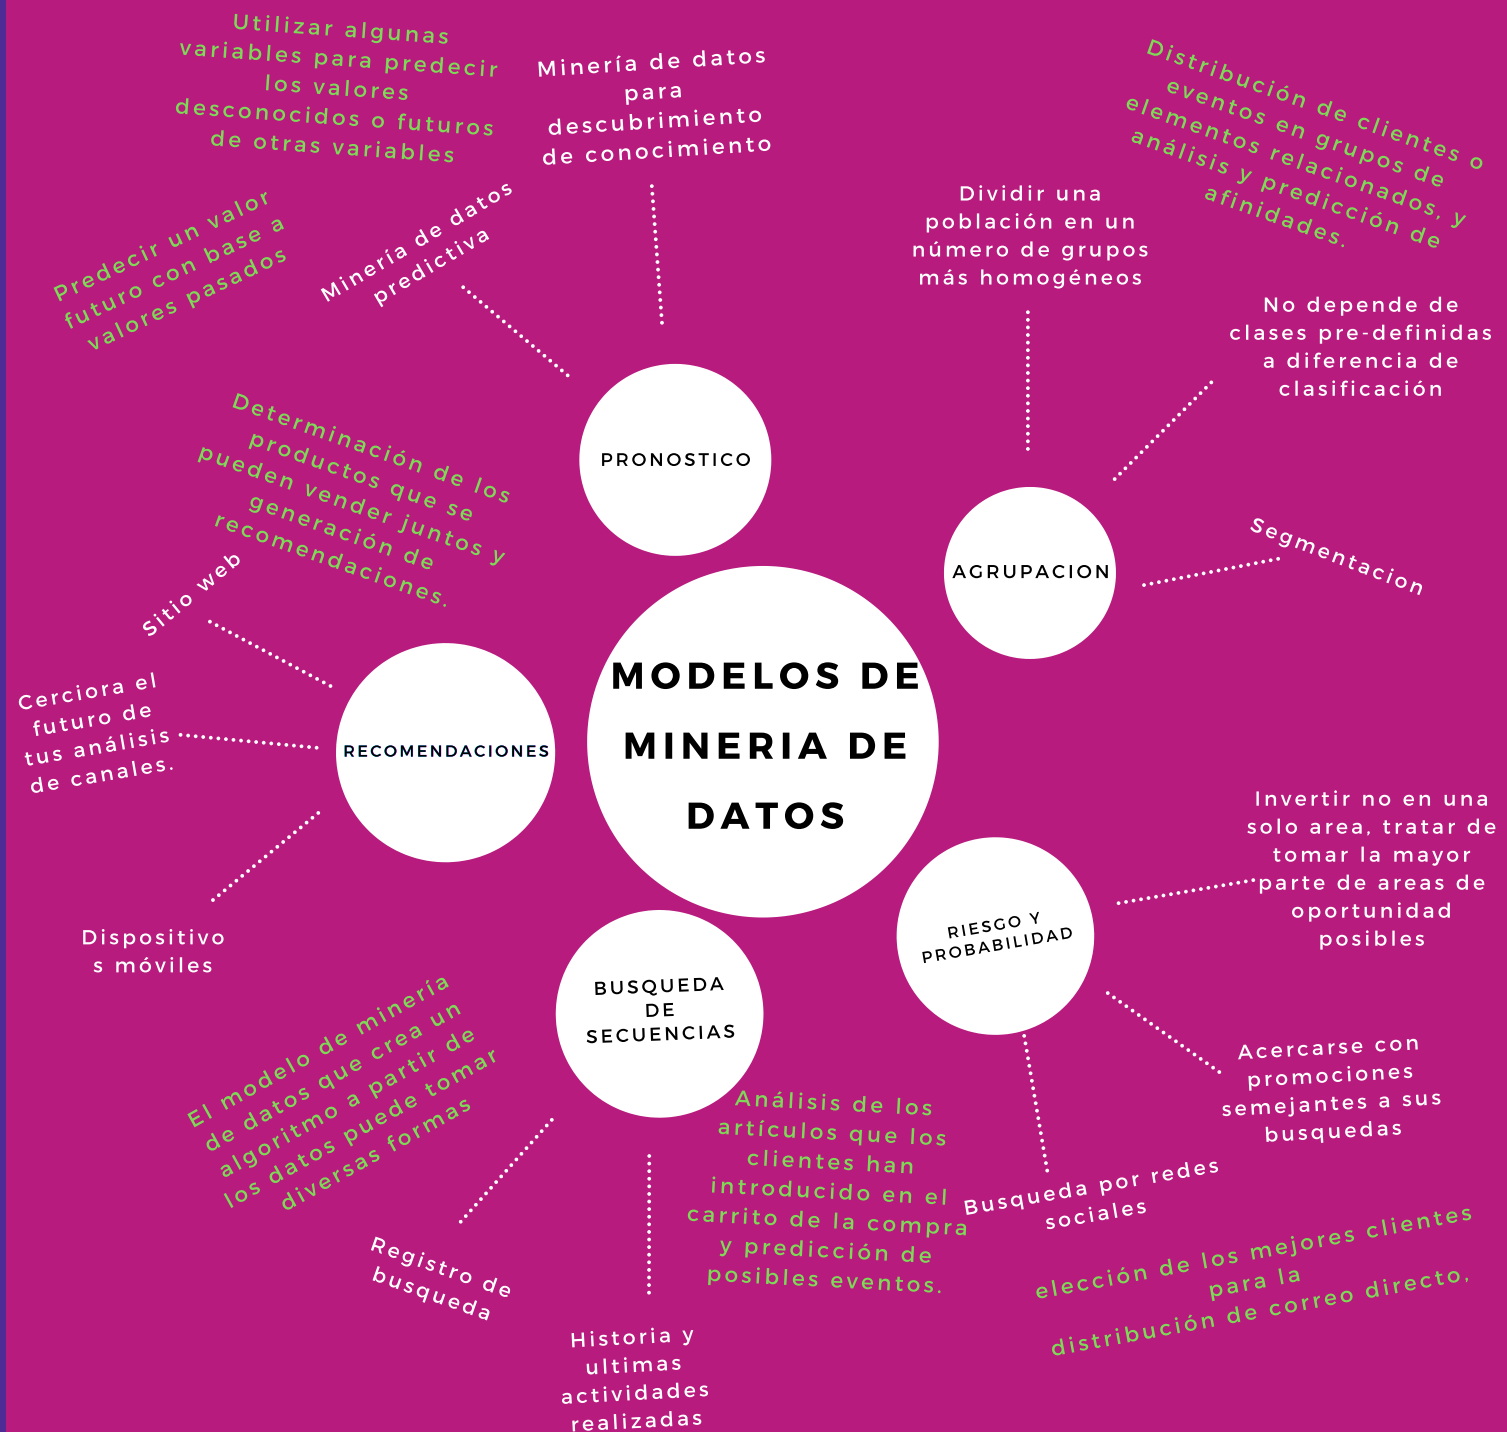 Utilizar algunas
variables para predecir
los valores
desconocidos o futuros
de otras variables
Minería de datos
para
descubrimiento
de conocimiento
Predecir un valor
futuro con base a
valores pasados
Minería de datos
predictiva
PRONOSTICO
Distribución de clientes o
eventos en grupos de
elementos relacionados, y
análisis y predicción de
afinidades.
Dividir una
población en un
número de grupos
más homogéneos
No depende de
clases pre-definidas
a diferencia de
clasificación
Segmentacion
AGRUPACION
Determinación de los
productos que se
pueden vender juntos y
generación de
recomendaciones.
Sitio web
Cerciora el
futuro de
tus análisis
de canales.
RECOMENDACIONES
Dispositivo
s móviles
MODELOS DE
MINERIA DE
DATOS
Invertir no en una
solo area, tratar de
tomar la mayor
parte de areas de
oportunidad
posibles
RIESGO Y
PROBABILIDAD
Acercarse con
promociones
semejantes a sus
busquedas
Busqueda por redes
sociales
elección de los mejores clientes
para la
distribución de correo directo,
BUSQUEDA
DE
SECUENCIAS
El modelo de minería
de datos que crea un
algoritmo a partir de
los datos puede tomar
diversas formas
Análisis de los
artículos que los
clientes han
introducido en el
carrito de la compra
y predicción de
posibles eventos.
Registro de
busqueda
Historia y
ultimas
actividades
realizadas